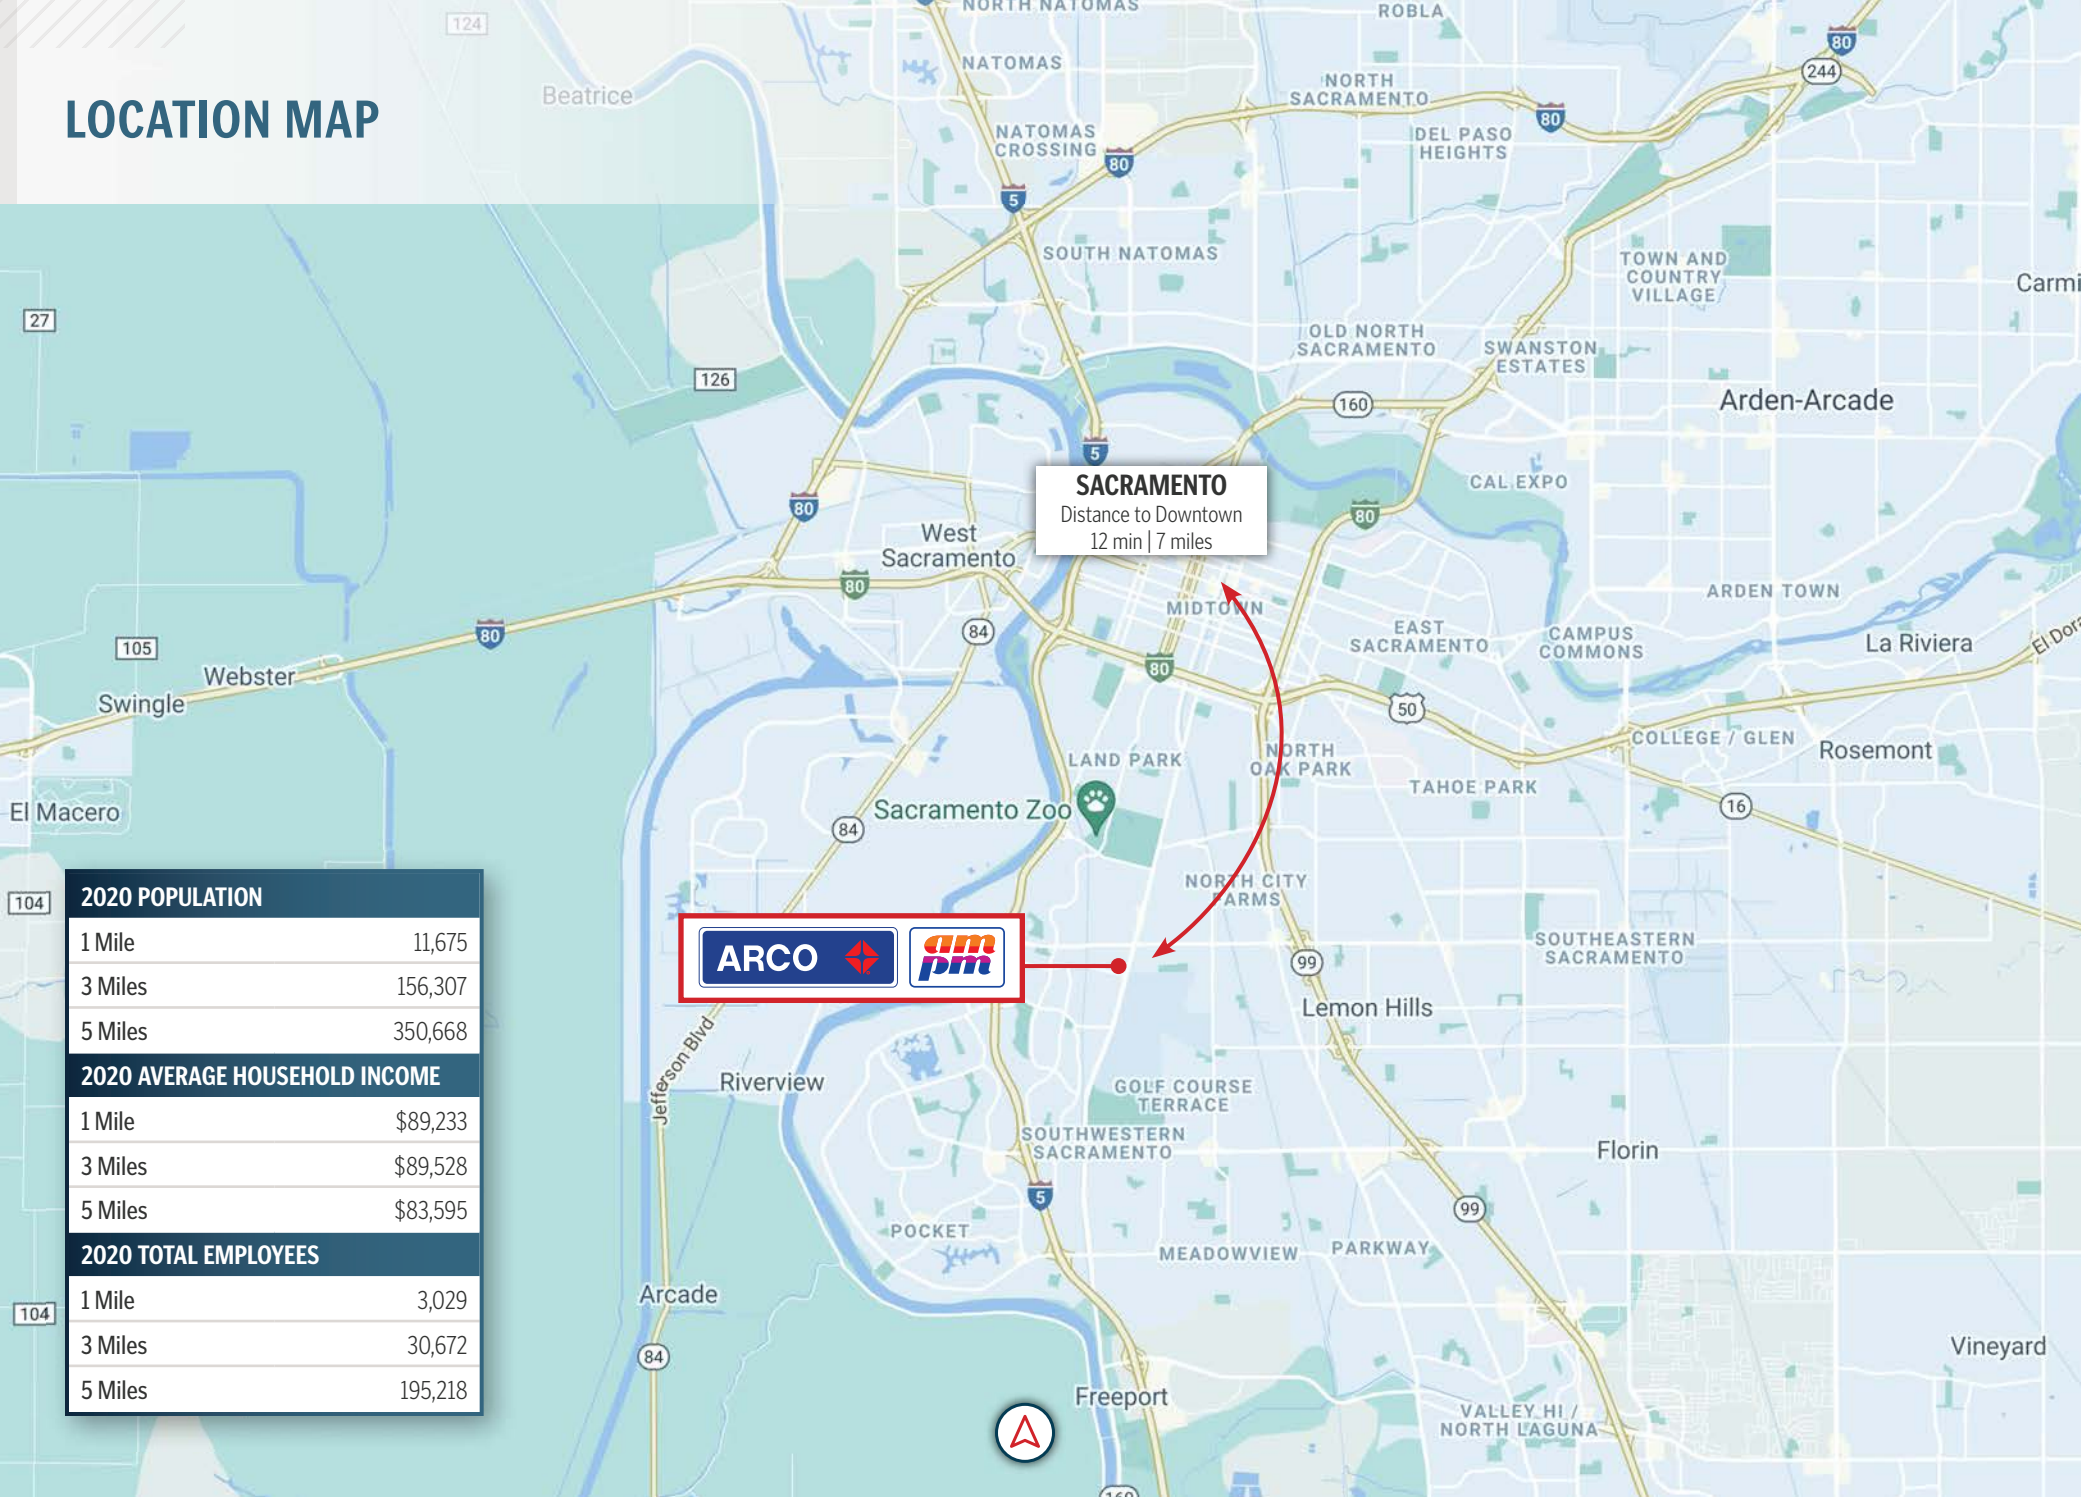 LOCATION MAP
124
Beatrice
NORTH NATOMAS
ROBLA
80
244
NATOMAS
NORTH
SACRAMENTO
80
NATOMAS
CROSSING
80
DEL PASO
HEIGHTS
5
SOUTH NATOMAS
TOWN AND
COUNTRY
VILLAGE
Carmi
27
126
OLD NORTH
SACRAMENTO
SWANSTON
ESTATES
160
Arden-Arcade
5
SACRAMENTO
Distance to Downtown
12 min | 7 miles
CAL EXPO
80
80
West
Sacramento
80
ARDEN TOWN
MIDTOWN
84
80
EAST
SACRAMENTO
CAMPUS
COMMONS
La Riviera
El Dora
105
Webster
Swingle
80
50
COLLEGE / GLEN
Rosemont
LAND PARK
NORTH
OAK PARK
TAHOE PARK
16
El Macero
Sacramento Zoo
84
NORTH CITY
FARMS
104
2020 POPULATION
1 Mile 11,675
3 Miles 156,307
5 Miles 350,668
2020 AVERAGE HOUSEHOLD INCOME
1 Mile $89,233
3 Miles $89,528
5 Miles $83,595
2020 TOTAL EMPLOYEES
1 Mile 3,029
3 Miles 30,672
5 Miles 195,218
ARCO
am
pm
99
SOUTHEASTERN
SACRAMENTO
Lemon Hills
Jefferson Blvd
Riverview
GOLF COURSE
TERRACE
SOUTHWESTERN
SACRAMENTO
Florin
5
99
POCKET
MEADOWVIEW
PARKWAY
Arcade
104
84
Vineyard
Freeport
VALLEY HI /
NORTH LAGUNA
160